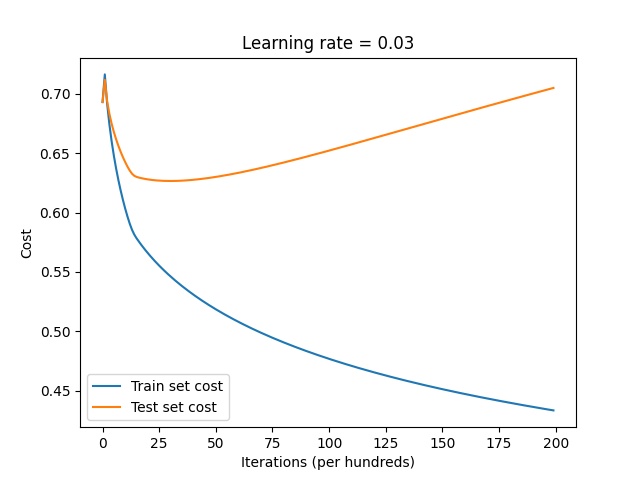 Learning rate = 0.03
0.70
0.65
0.60
0.55
0.50
0.45
Cost
Train set cost
Test set cost
0 25 50 75 100 125 150 175 200
Iterations (per hundreds)